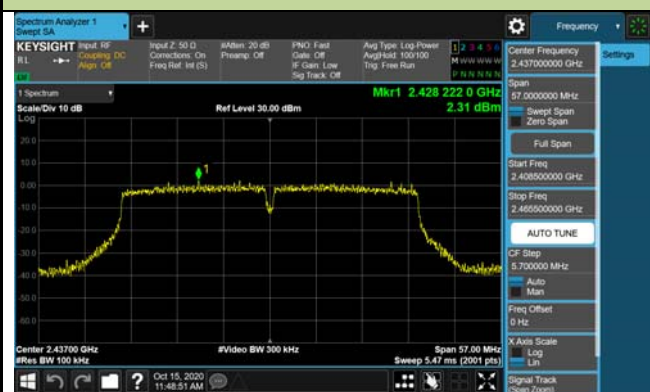 Spectrum Analyzer 1
Swept SA
Frequency
KEYSIGHT
Input: RF
Input Z: 50 Ω
#Atten: 20 dB
PNO: Fast
Avg Type: Log-Power
1 2 3 4 5 6
RL
Coupling: DC
Corrections: On
Preamp: Off
Gate: Off
Avg|Hold: 100/100
M W W W W W
Align: Off
Freq Ref: Int (S)
IF Gain: Low
Trig: Free Run
Sig Track: Off
P N N N N N
1 Spectrum
Mkr1 2.428 222 0 GHz
Scale/Div 10 dB
Ref Level 30.00 dBm
2.31 dBm
Log
20.0
10.0
0.00
-10.0
-20.0
-30.0
-40.0
-50.0
-60.0
1
Center 2.43700 GHz
#Video BW 300 kHz
Span 57.00 MHz
#Res BW 100 kHz
Sweep 5.47 ms (2001 pts)
Oct 15, 2020
11:48:51 AM
Settings
Center Frequency
2.437000000 GHz
Span
57.0000000 MHz
Swept Span
Zero Span
Full Span
Start Freq
2.408500000 GHz
Stop Freq
2.465500000 GHz
AUTO TUNE
CF Step
5.700000 MHz
Auto
Man
Freq Offset
0 Hz
X Axis Scale
Log
Lin
Signal Track
(Span Zoom)